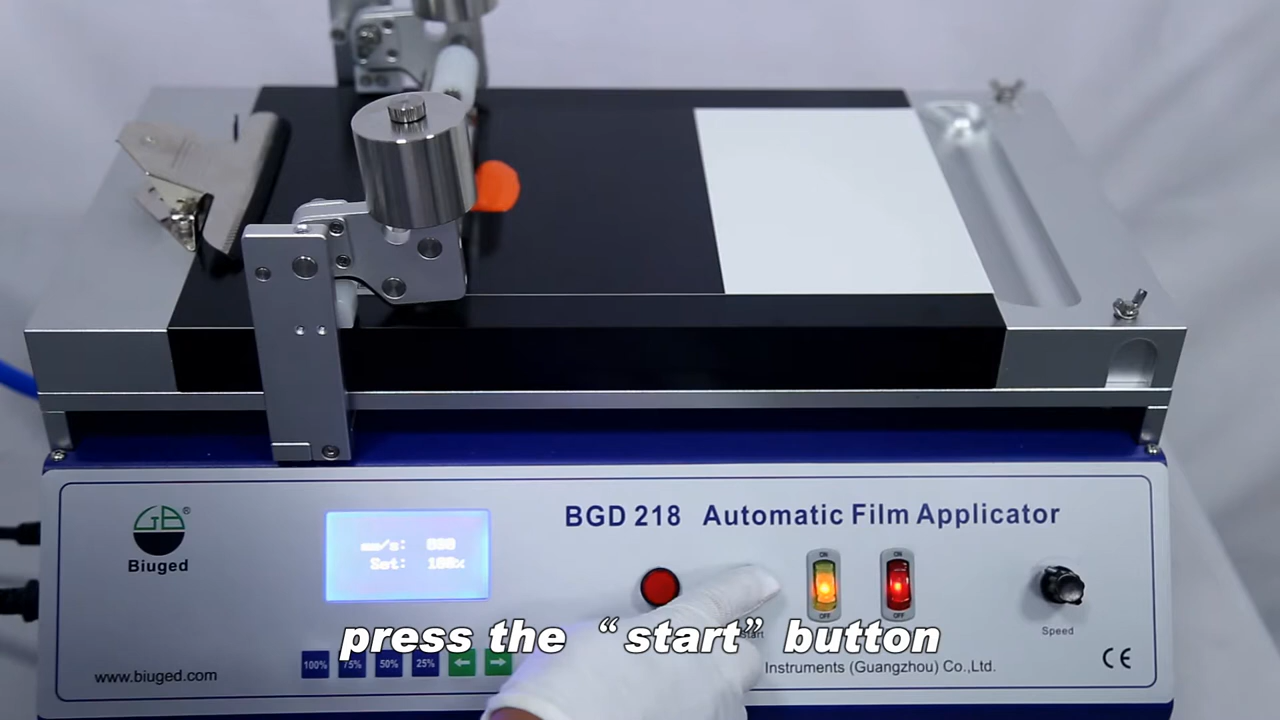 BGD 218 Automatic Film Applicator
Biuged
mm/s: 000
Set: 100%
ON
ON
OFF
OFF
Speed
press the “start” button
100% 75% 50% 25%
Instruments (Guangzhou) Co.,Ltd.
www.biuged.com
CE